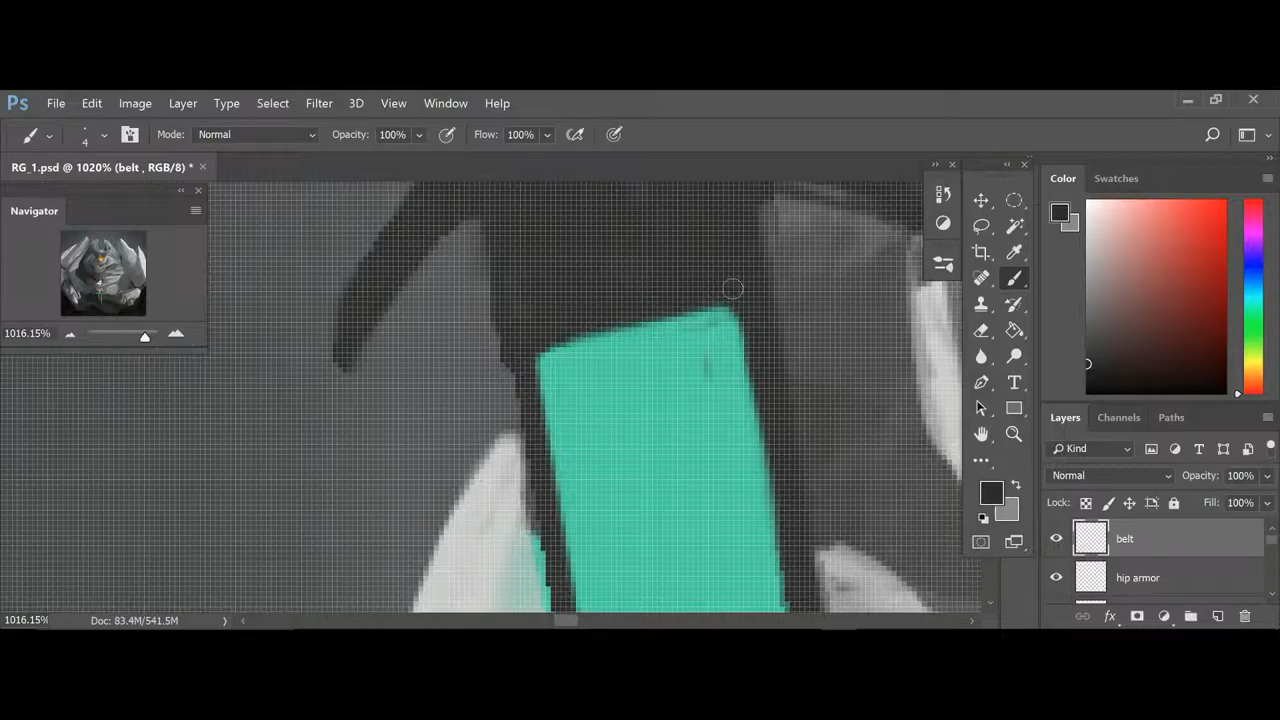 Ps File Edit Image Layer Type Select Filter 3D View Window Help
4 Mode: Normal Opacity: 100% Flow: 100%
RG_1.psd @ 1020% (belt , RGB/8) *
Navigator
1016.15%
Color Swatches
Layers Channels Paths
Kind
Normal Opacity: 100%
Lock: Fill: 100%
belt
hip armor
fx
1016.15% Doc: 83.4M/541.5M